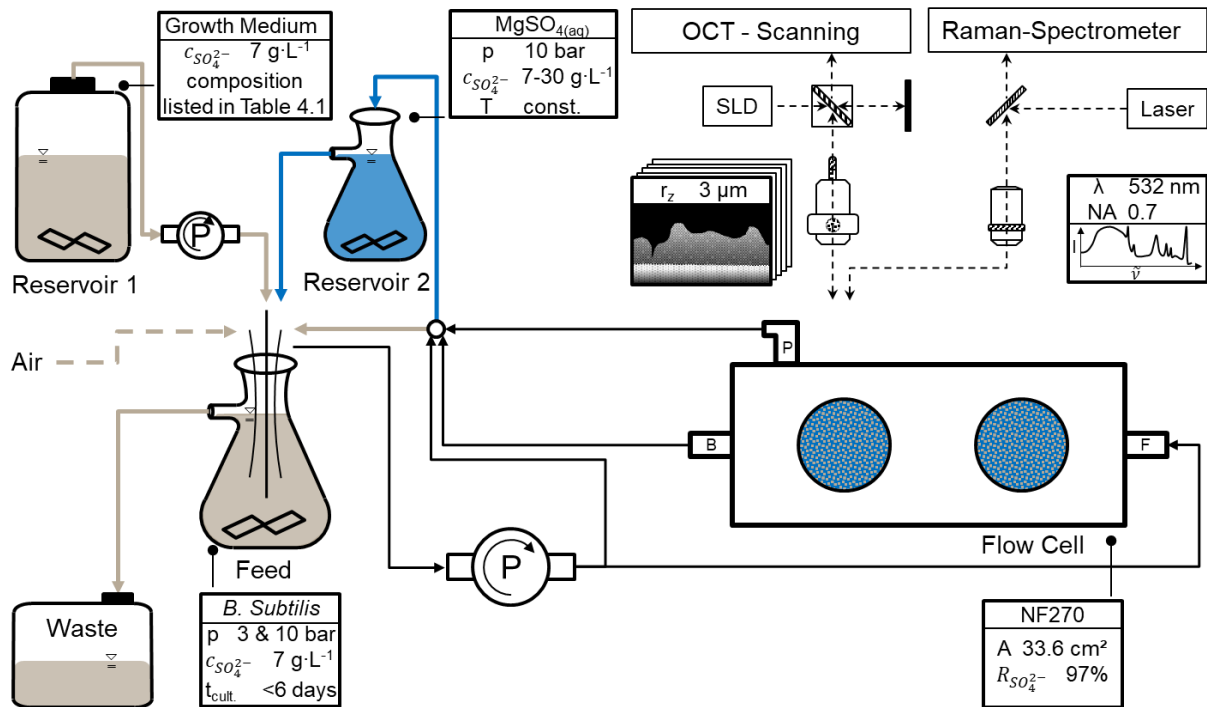 Growth Medium
c_{SO_4^{2-}} 7 g·L⁻¹
composition
listed in Table 4.1
MgSO₄₍ₐq₎
p 10 bar
c_{SO_4^{2-}} 7-30 g·L⁻¹
T const.
OCT - Scanning
Raman-Spectrometer
SLD
Laser
r_z 3 µm
λ 532 nm
NA 0.7
I
ṽ
P
Reservoir 1
Reservoir 2
Air
P
B
F
Flow Cell
P
Feed
Waste
B. Subtilis
p 3 & 10 bar
c_{SO_4^{2-}} 7 g·L⁻¹
t_{cult.} <6 days
NF270
A 33.6 cm²
R_{SO_4^{2-}} 97%